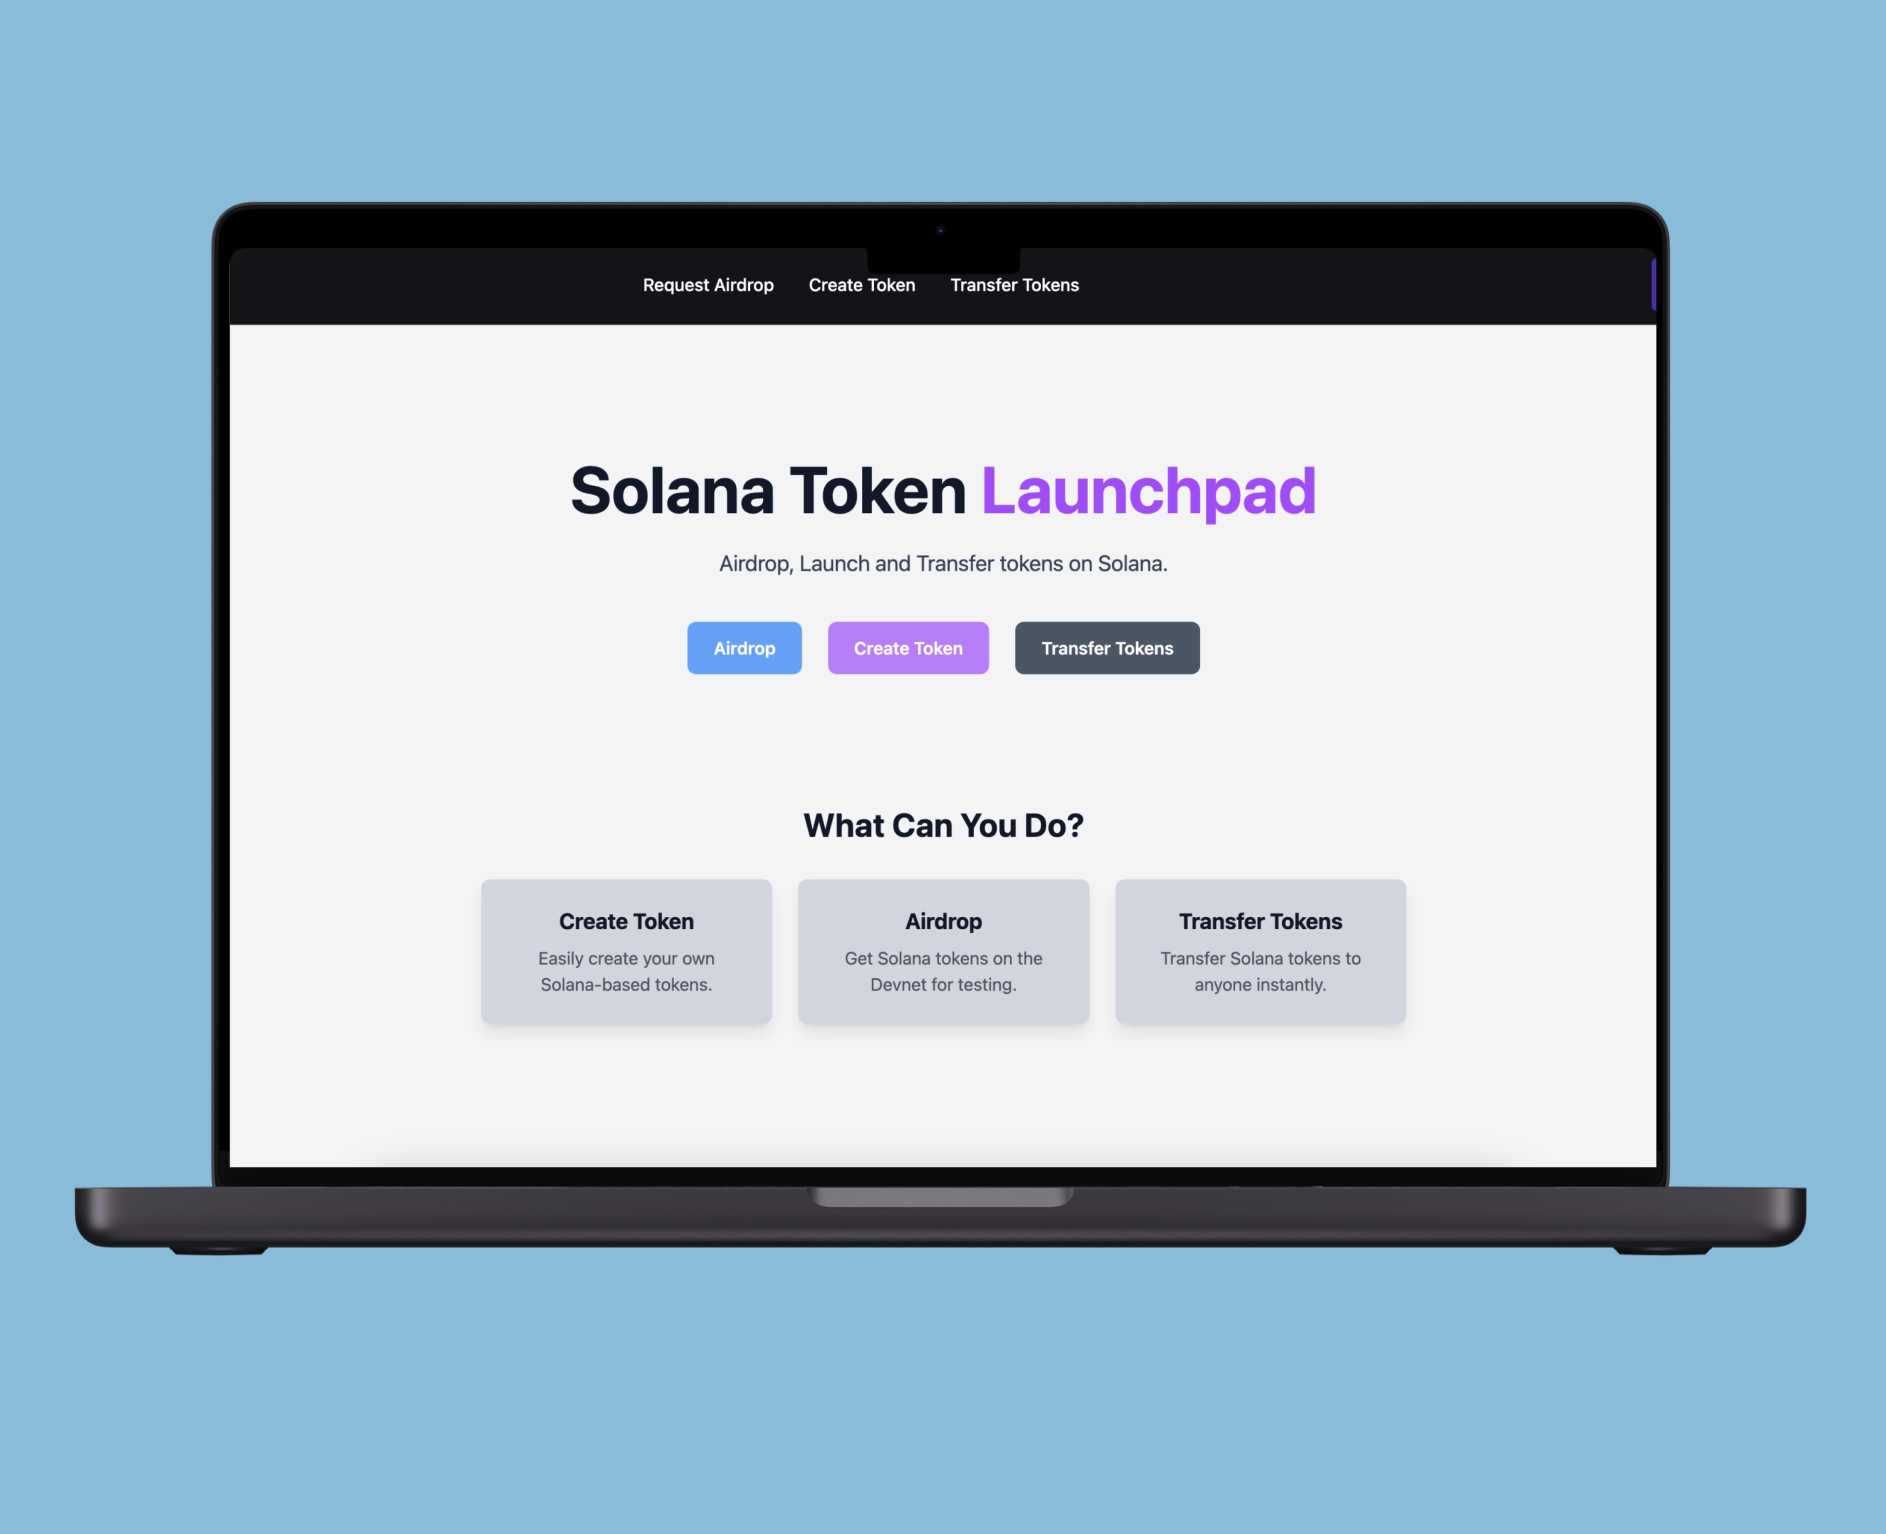 Request Airdrop Create Token Transfer Tokens
Solana Token Launchpad
Airdrop, Launch and Transfer tokens on Solana.
Airdrop Create Token Transfer Tokens
What Can You Do?
Create Token
Easily create your own
Solana-based tokens.
Airdrop
Get Solana tokens on the
Devnet for testing.
Transfer Tokens
Transfer Solana tokens to
anyone instantly.